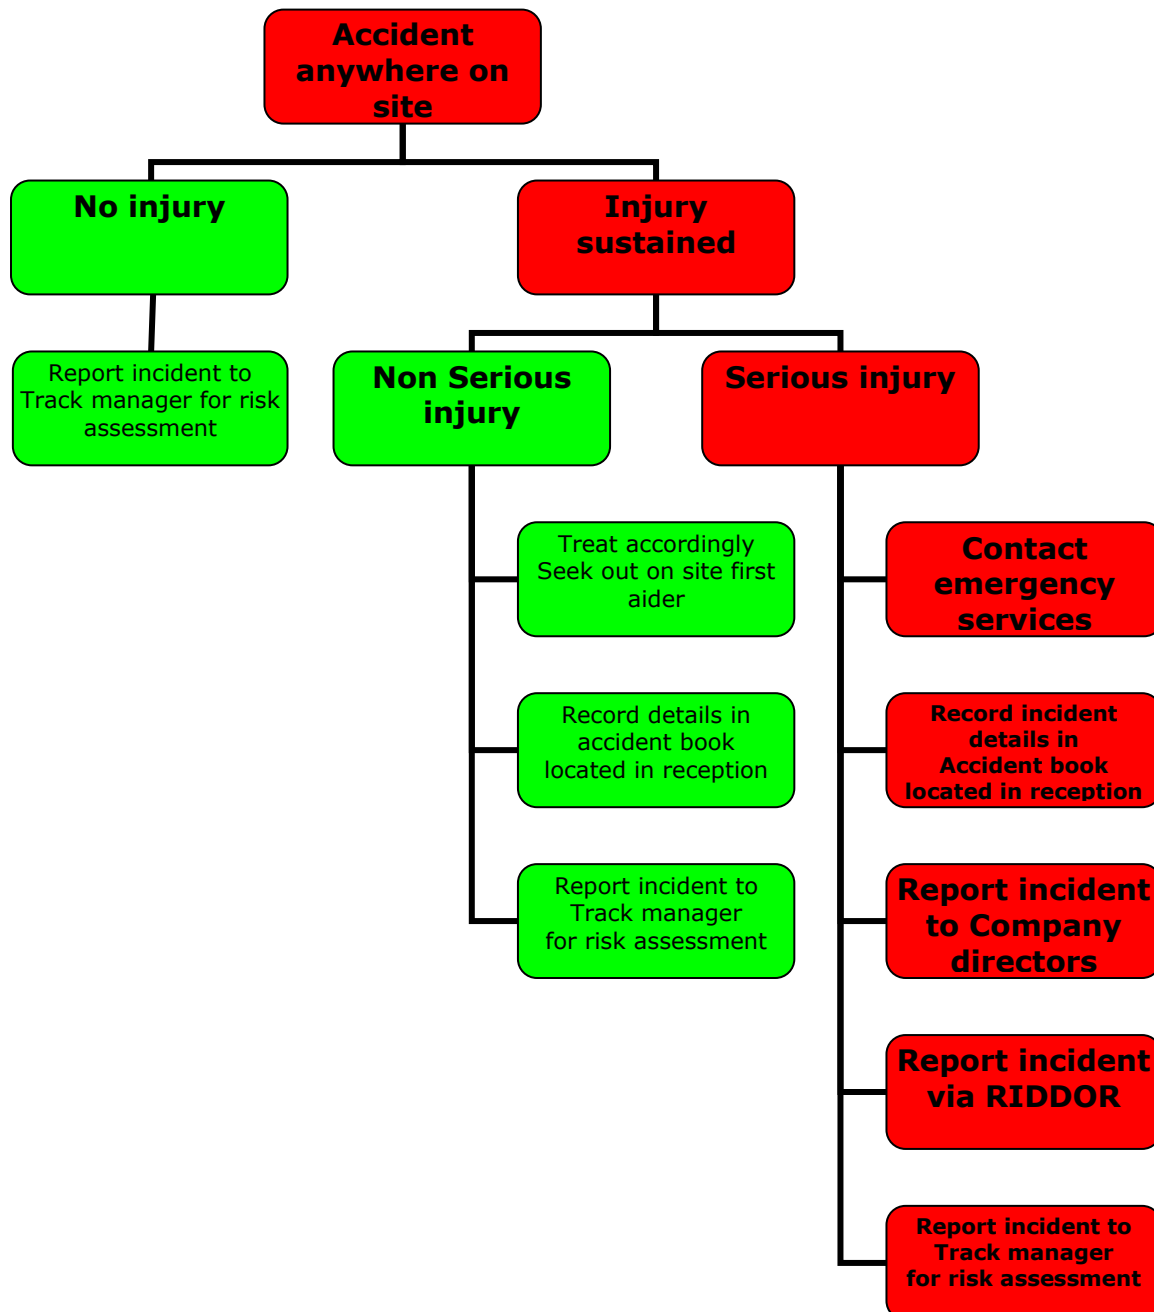 Accident
anywhere on
site
No injury
Injury
sustained
Report incident to
Track manager for risk
assessment
Non Serious
injury
Serious injury
Treat accordingly
Seek out on site first
aider
Contact
emergency
services
Record details in
accident book
located in reception
Record incident
details in
Accident book
located in reception
Report incident to
Track manager
for risk assessment
Report incident
to Company
directors
Report incident
via RIDDOR
Report incident to
Track manager
for risk assessment